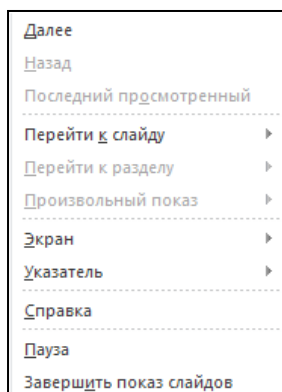 Далее
Назад
Последний просмотренный
Перейти к слайду
Перейти к разделу
Произвольный показ
Экран
Указатель
Справка
Пауза
Завершить показ слайдов